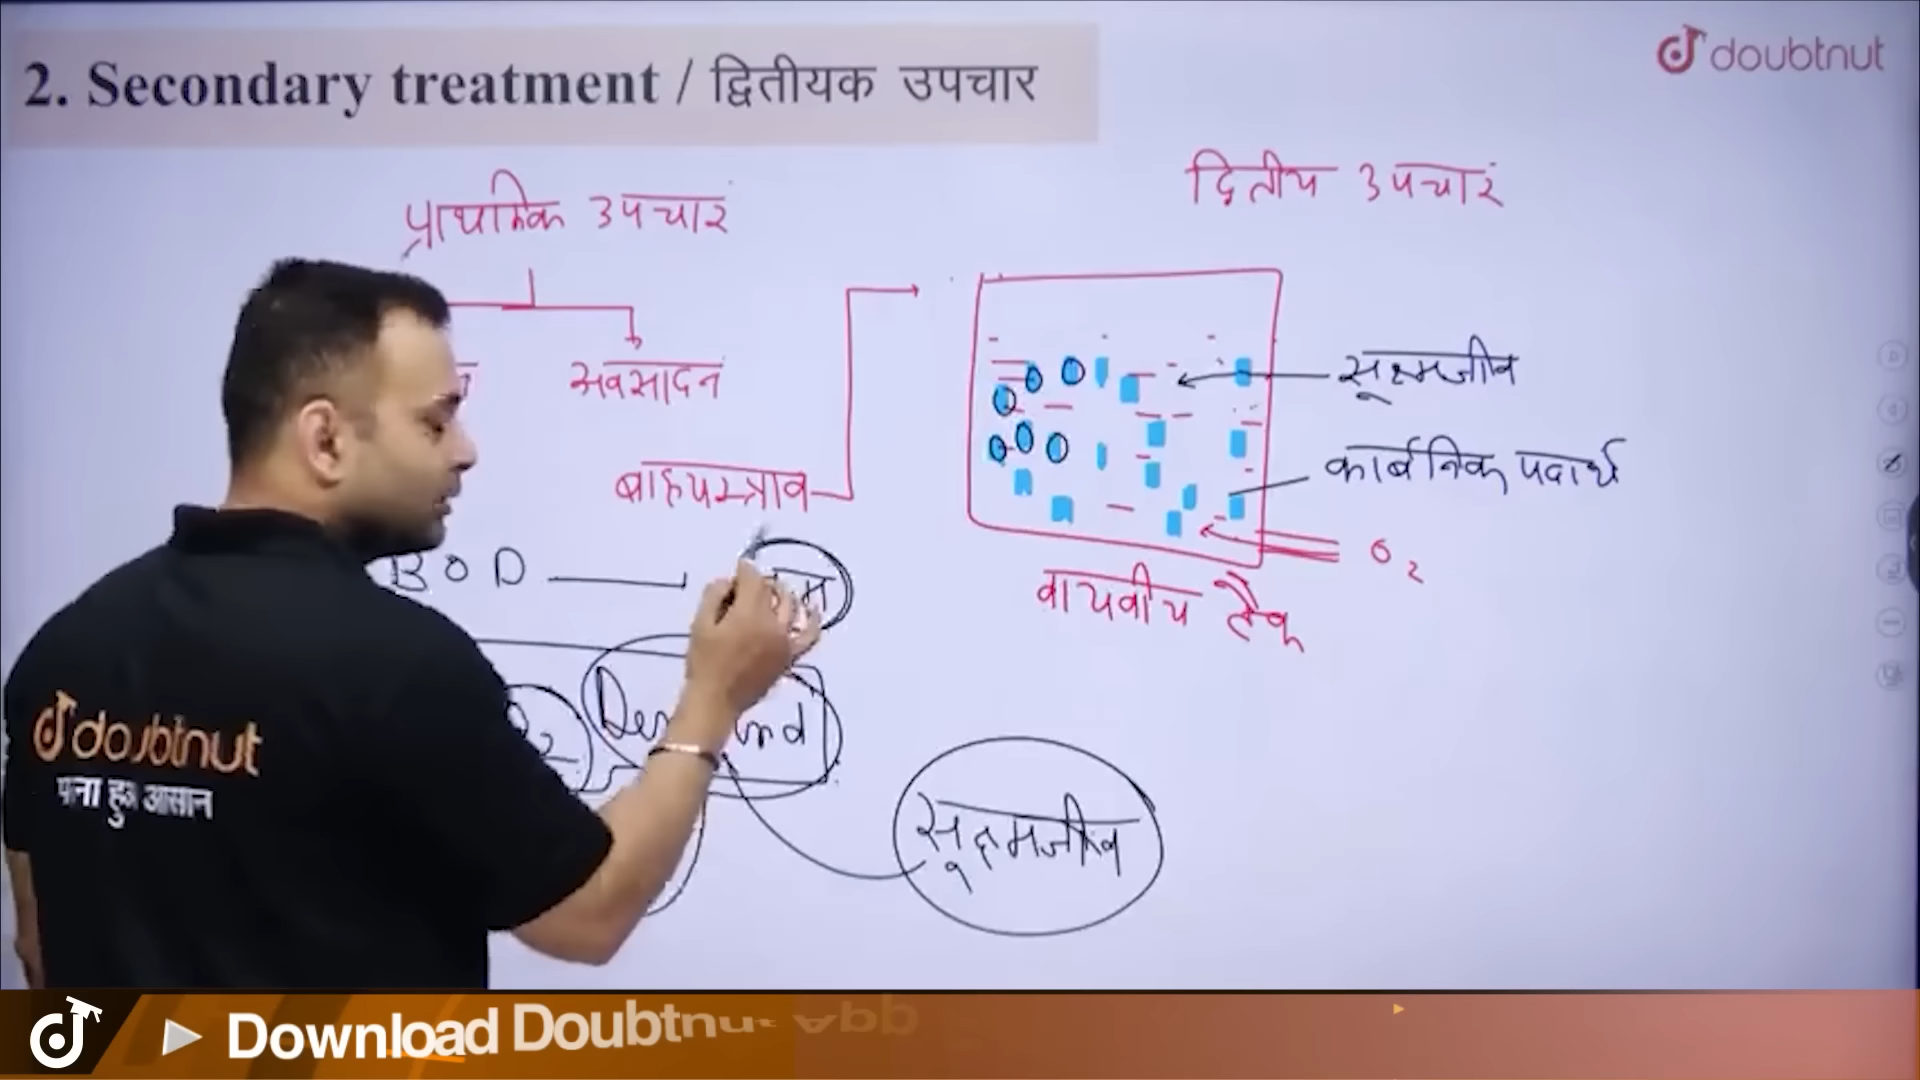 2. Secondary treatment / द्वितीयक उपचार
doubtnut
प्राथमिक उपचार
द्वितीय उपचार
अवसादन
सूक्ष्मजीव
कार्बनिक पदार्थ
बाह्यस्त्राव
O2
BOD
वायवीय टैंक
doubtnut
सूक्ष्मजीव
Download Doubtnut